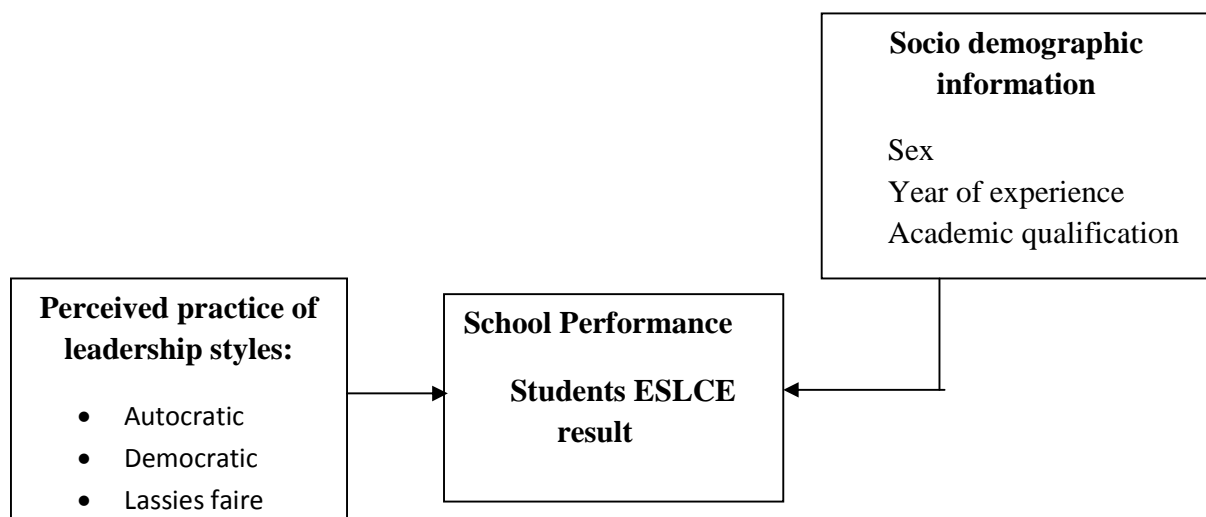 Socio demographic
information
Sex
Year of experience
Academic qualification
Perceived practice of
leadership styles:
• Autocratic
• Democratic
• Lassies faire
School Performance
Students ESLCE
result